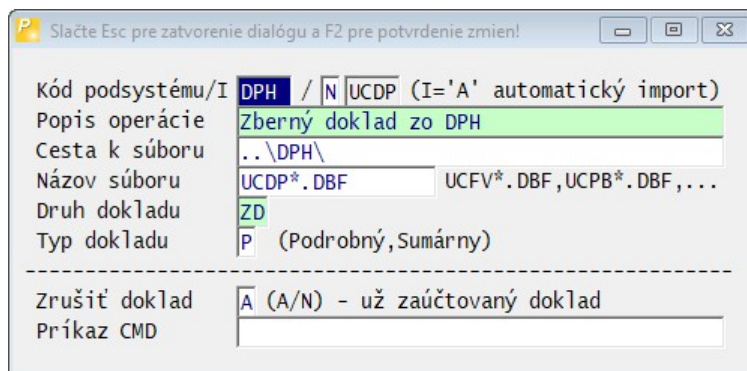 Slačte Esc pre zatvorenie dialógu a F2 pre potvrdenie zmien!
Kód podsystému/I DPH / N UCDP (I='A' automatický import)
Popis operácie Zberný doklad zo DPH
Cesta k súboru ..\DPH\
Názov súboru UCDP*.DBF UCFV*.DBF,UCPB*.DBF,...
Druh dokladu ZD
Typ dokladu P (Podrobný,Sumárny)
Zrušiť doklad A (A/N) - už zaúčtovaný doklad
Príkaz CMD